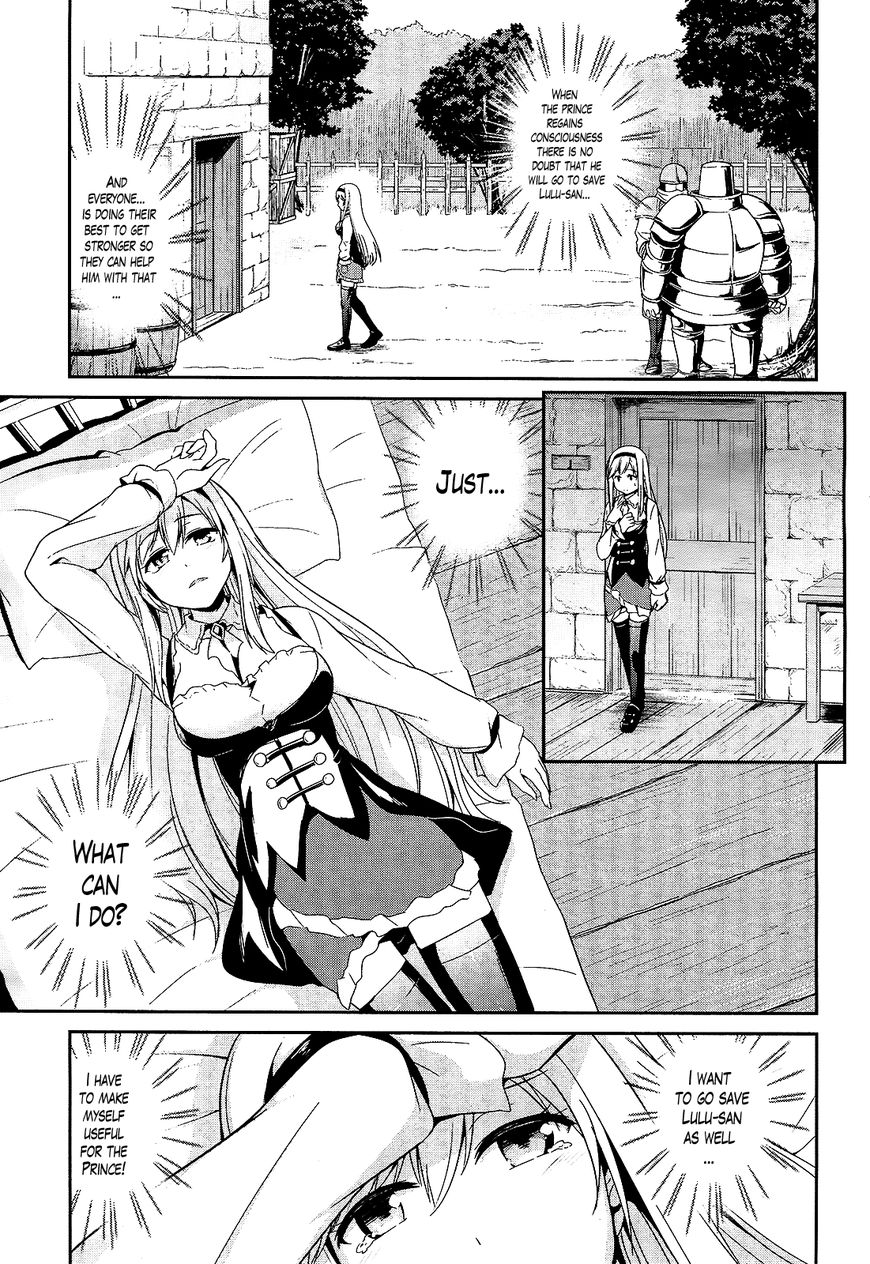 WHEN
THE PRINCE
REGAINS
CONSCIOUSNESS
THERE IS NO
DOUBT THAT HE
WILL GO TO SAVE
LULU-SAN...
AND
EVERYONE...
IS DOING THEIR
BEST TO GET
STRONGER SO
THEY CAN HELP
HIM WITH THAT
...
JUST...
WHAT
CAN
I DO?
I WANT
TO GO SAVE
LULU-SAN
AS WELL
...
I HAVE
TO MAKE
MYSELF
USEFUL
FOR THE
PRINCE!